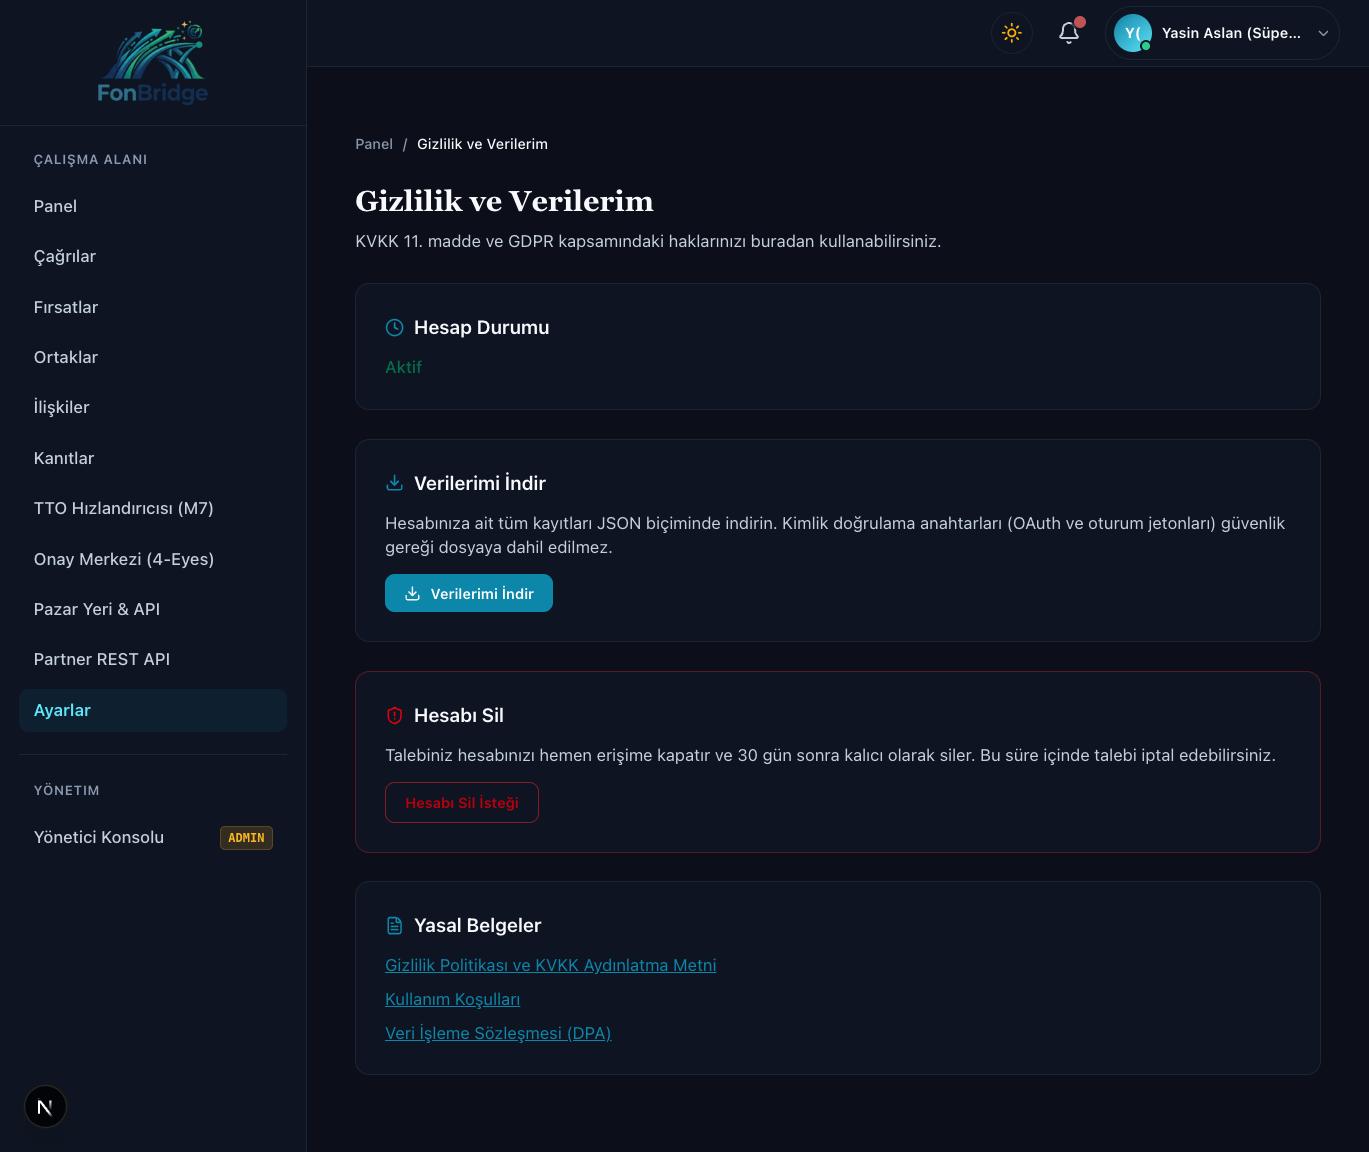 FonBridge
ÇALIŞMA ALANI
Panel
Çağrılar
Fırsatlar
Ortaklar
İlişkiler
Kanıtlar
TTO Hızlandırıcısı (M7)
Onay Merkezi (4-Eyes)
Pazar Yeri & API
Partner REST API
Ayarlar
YÖNETIM
Yönetici Konsolu ADMIN
N
Y( Yasin Aslan (Süpe...
Panel / Gizlilik ve Verilerim
Gizlilik ve Verilerim
KVKK 11. madde ve GDPR kapsamındaki haklarınızı buradan kullanabilirsiniz.
Hesap Durumu
Aktif
Verilerimi İndir
Hesabınıza ait tüm kayıtları JSON biçiminde indirin. Kimlik doğrulama anahtarları (OAuth ve oturum jetonları) güvenlik
gereği dosyaya dahil edilmez.
Verilerimi İndir
Hesabı Sil
Talebiniz hesabınızı hemen erişime kapatır ve 30 gün sonra kalıcı olarak siler. Bu süre içinde talebi iptal edebilirsiniz.
Hesabı Sil İsteği
Yasal Belgeler
Gizlilik Politikası ve KVKK Aydınlatma Metni
Kullanım Koşulları
Veri İşleme Sözleşmesi (DPA)